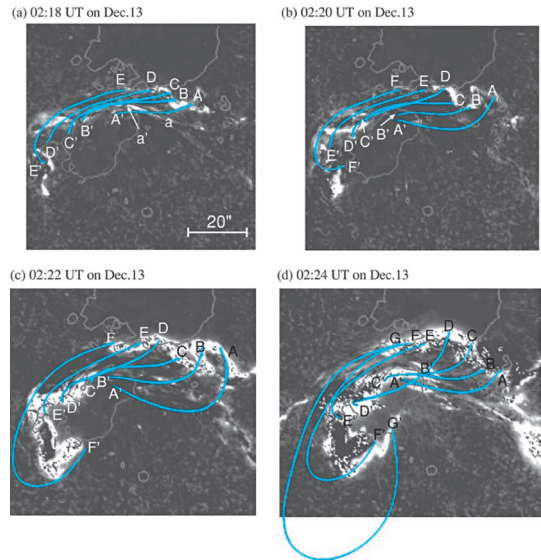 (a) 02:18 UT on Dec.13
E D C B A
A' a
B' a'
C'
D'
E'
20"
(b) 02:20 UT on Dec.13
F E D A
C B
A'
B'
C'
D'
E'
F'
(c) 02:22 UT on Dec.13
F E D
C B A
B'
A'
C'
D'
E'
F'
(d) 02:24 UT on Dec.13
G F E D C
B
A
B'
A'
C'
D'
E'
G'
F'